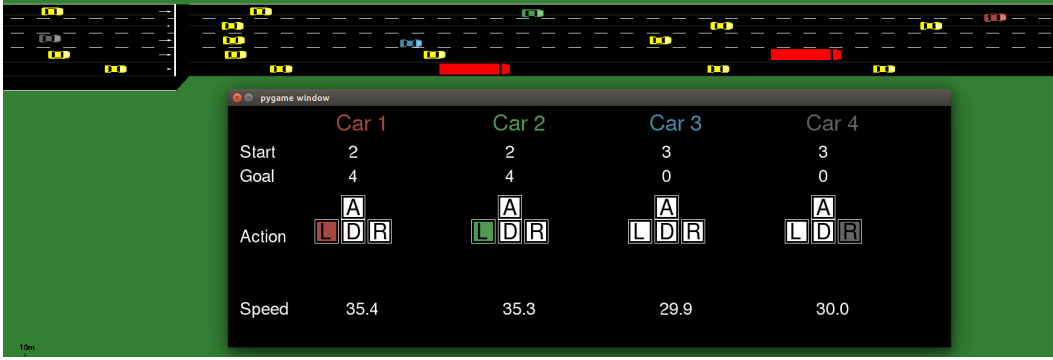 pygame window
Car 1 Car 2 Car 3 Car 4
Start 2 2 3 3
Goal 4 4 0 0
A A A A
Action L D R L D R L D R L D R
Speed 35.4 35.3 29.9 30.0
10m